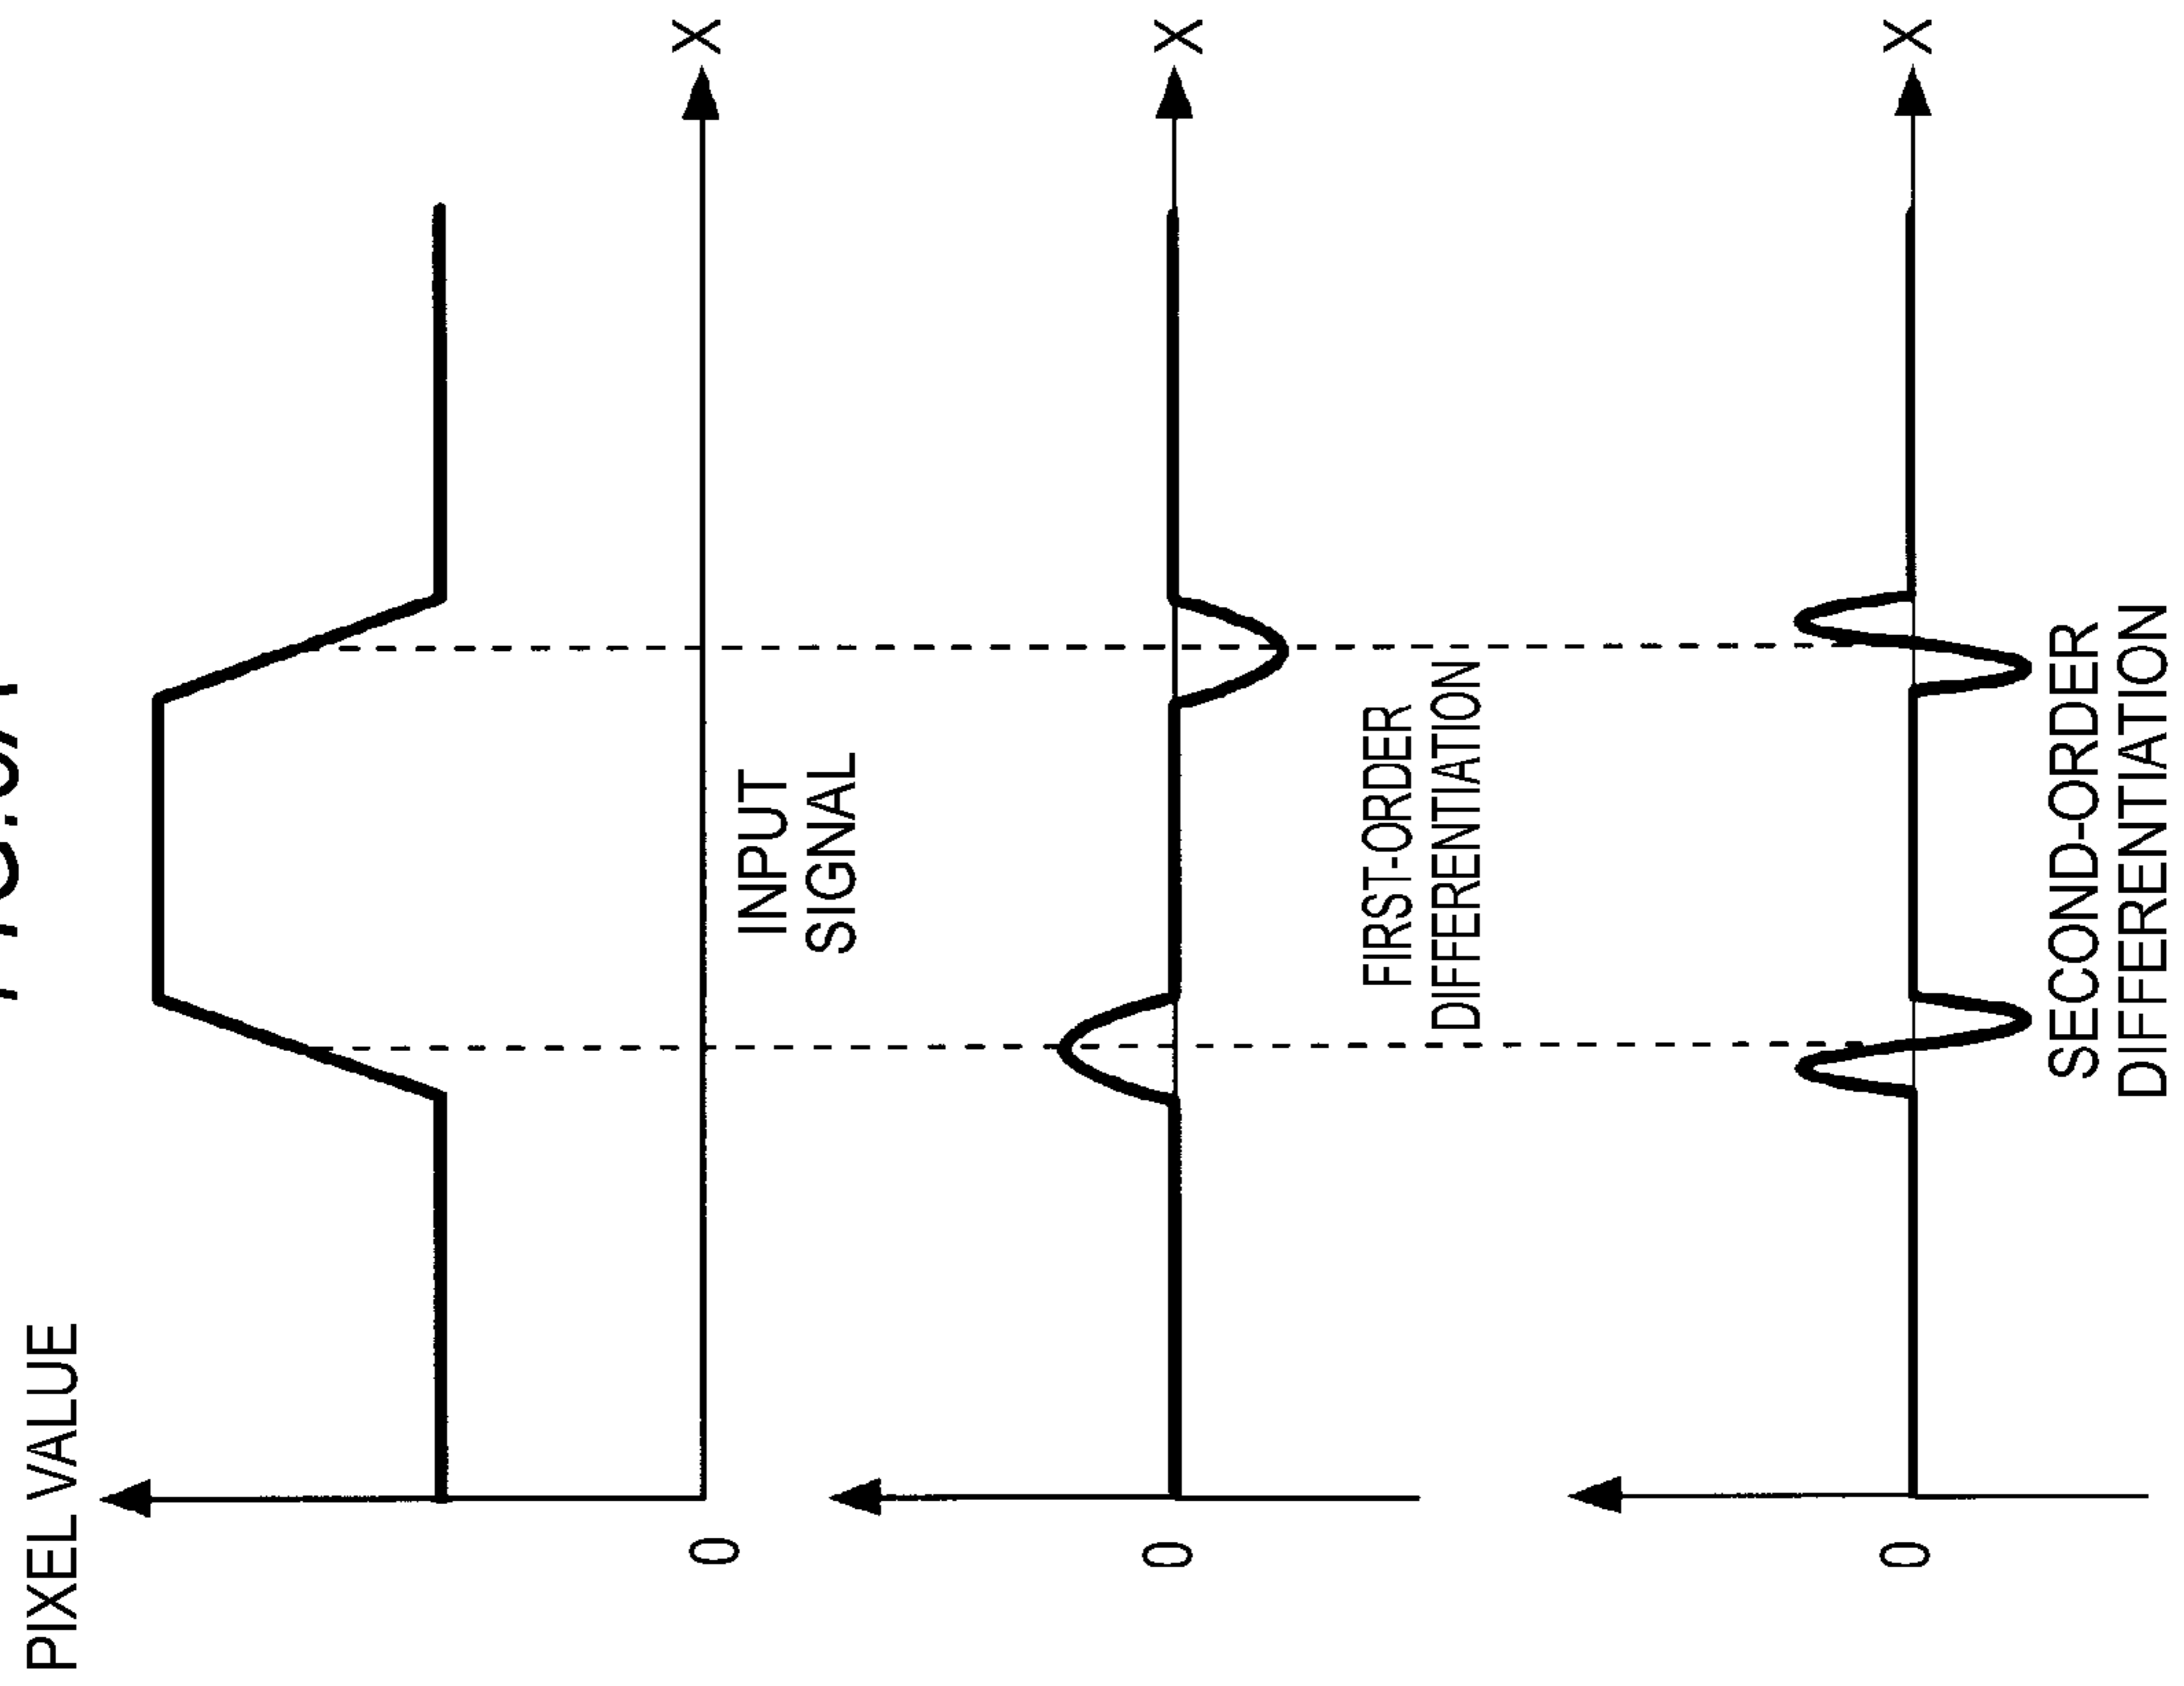 PIXEL VALUE
X
0
INPUT
SIGNAL
X
0
FIRST-ORDER
DIFFERENTIATION
X
0
SECOND-ORDER
DIFFERENTIATION